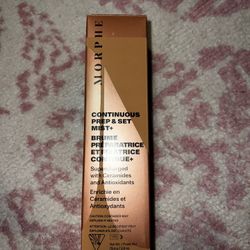 MORPHE
CONTINUOUS
PREP & SET
MIST+
BRUME
PRÉPARATRICE
ET FIXATRICE
CONTINUE+
Supercharged
with Ceramides
and Antioxidants
Enrichie en
Céramides et
Antioxydants